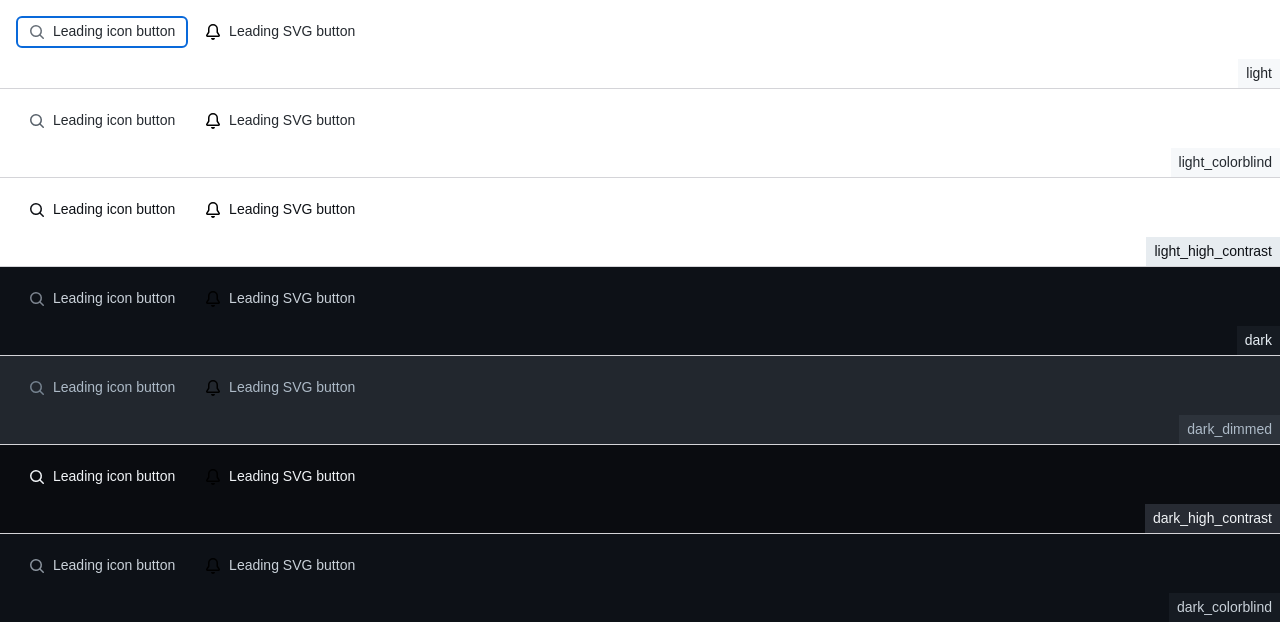 Leading icon button Leading SVG button
light
Leading icon button Leading SVG button
light_colorblind
Leading icon button Leading SVG button
light_high_contrast
Leading icon button Leading SVG button
dark
Leading icon button Leading SVG button
dark_dimmed
Leading icon button Leading SVG button
dark_high_contrast
Leading icon button Leading SVG button
dark_colorblind